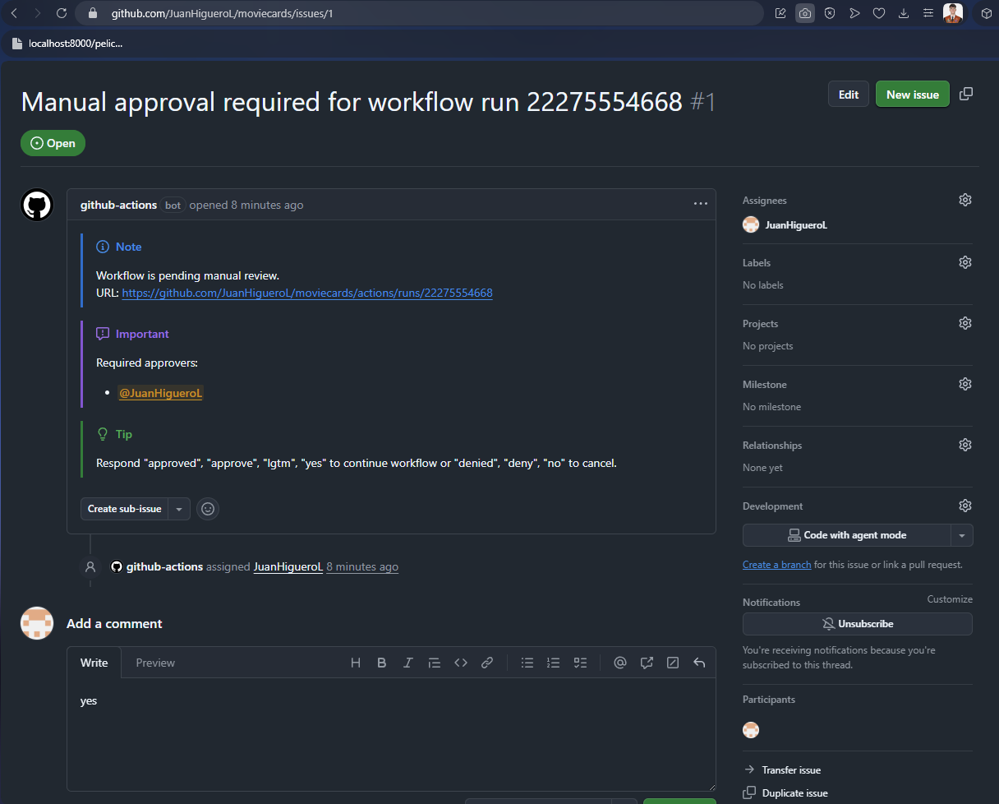 github.com/JuanHigueroL/moviecards/issues/1
localhost:8000/pelic...
Manual approval required for workflow run 22275554668 #1
Edit
New issue
Open
github-actions bot opened 8 minutes ago
Note
Workflow is pending manual review.
URL: https://github.com/JuanHigueroL/moviecards/actions/runs/22275554668
Important
Required approvers:
@JuanHigueroL
Tip
Respond "approved", "approve", "lgtm", "yes" to continue workflow or "denied", "deny", "no" to cancel.
Create sub-issue
github-actions assigned JuanHigueroL 8 minutes ago
Add a comment
Write Preview
yes
Assignees
JuanHigueroL
Labels
No labels
Projects
No projects
Milestone
No milestone
Relationships
None yet
Development
Code with agent mode
Create a branch for this issue or link a pull request.
Notifications Customize
Unsubscribe
You're receiving notifications because you're
subscribed to this thread.
Participants
Transfer issue
Duplicate issue